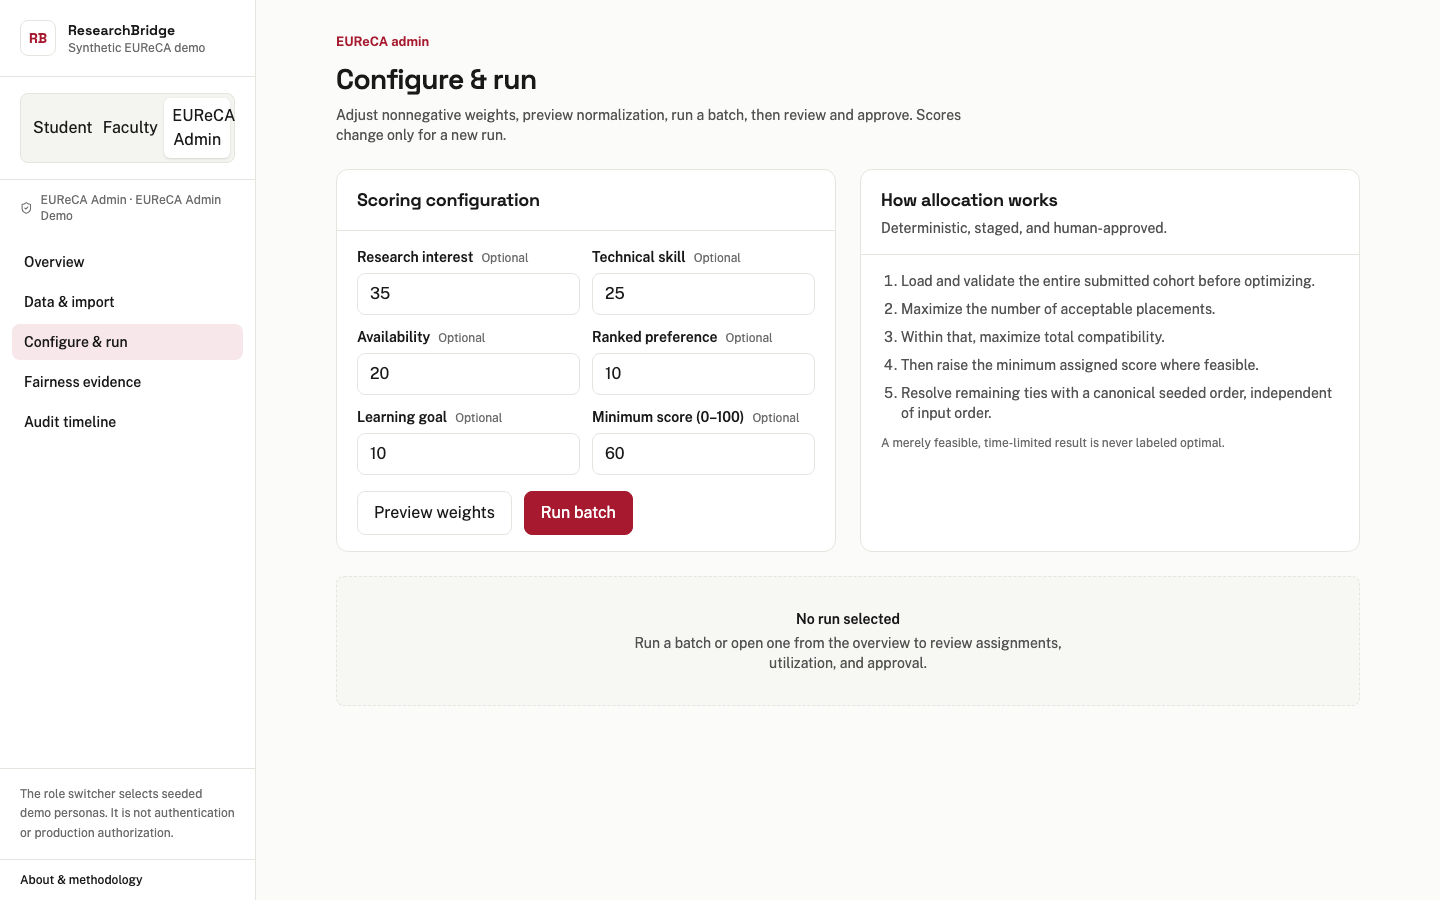 RB
ResearchBridge
Synthetic EUReCA demo
Student Faculty EUReCA
Admin
EUReCA Admin · EUReCA Admin
Demo
Overview
Data & import
Configure & run
Fairness evidence
Audit timeline
The role switcher selects seeded
demo personas. It is not authentication
or production authorization.
About & methodology
EUReCA admin
Configure & run
Adjust nonnegative weights, preview normalization, run a batch, then review and approve. Scores
change only for a new run.
Scoring configuration
Research interest Optional
35
Technical skill Optional
25
Availability Optional
20
Ranked preference Optional
10
Learning goal Optional
10
Minimum score (0–100) Optional
60
Preview weights
Run batch
How allocation works
Deterministic, staged, and human-approved.
1. Load and validate the entire submitted cohort before optimizing.
2. Maximize the number of acceptable placements.
3. Within that, maximize total compatibility.
4. Then raise the minimum assigned score where feasible.
5. Resolve remaining ties with a canonical seeded order, independent
of input order.
A merely feasible, time-limited result is never labeled optimal.
No run selected
Run a batch or open one from the overview to review assignments,
utilization, and approval.